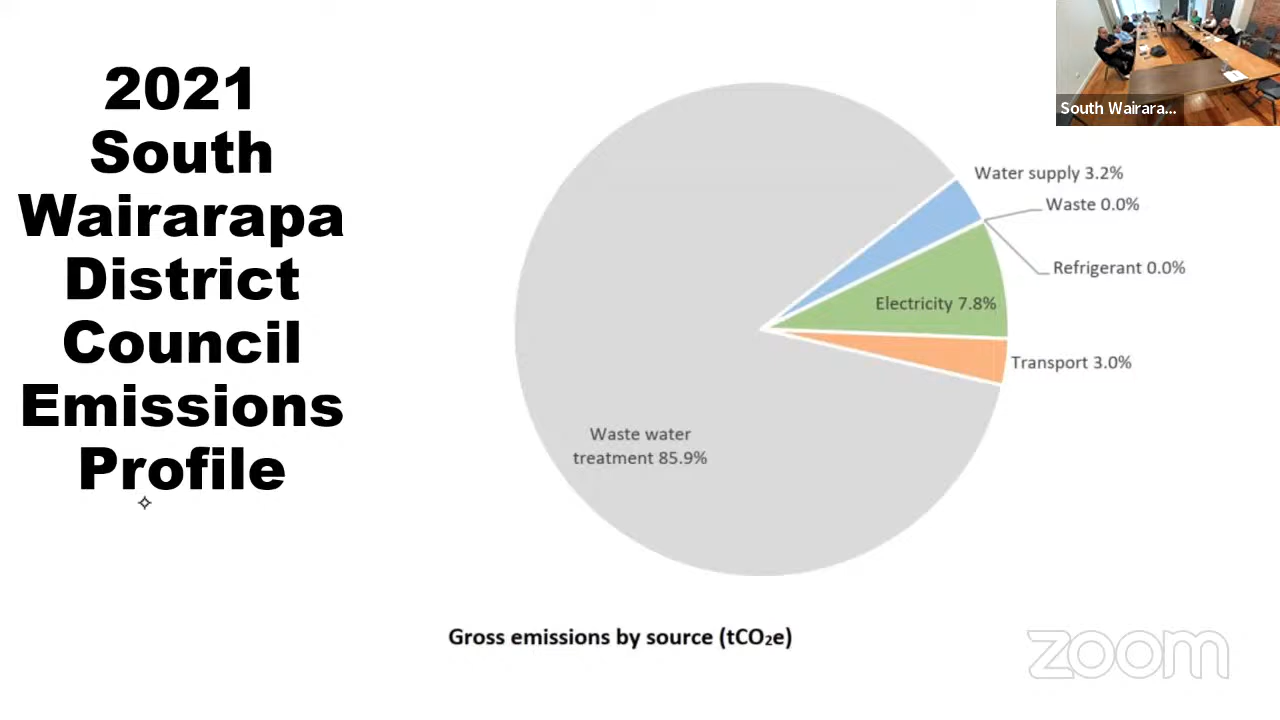 2021
South
Wairarapa
District
Council
Emissions
Profile
South Wairara...
Water supply 3.2%
Waste 0.0%
Refrigerant 0.0%
Electricity 7.8%
Transport 3.0%
Waste water
treatment 85.9%
Gross emissions by source (tCO₂e)
zoom